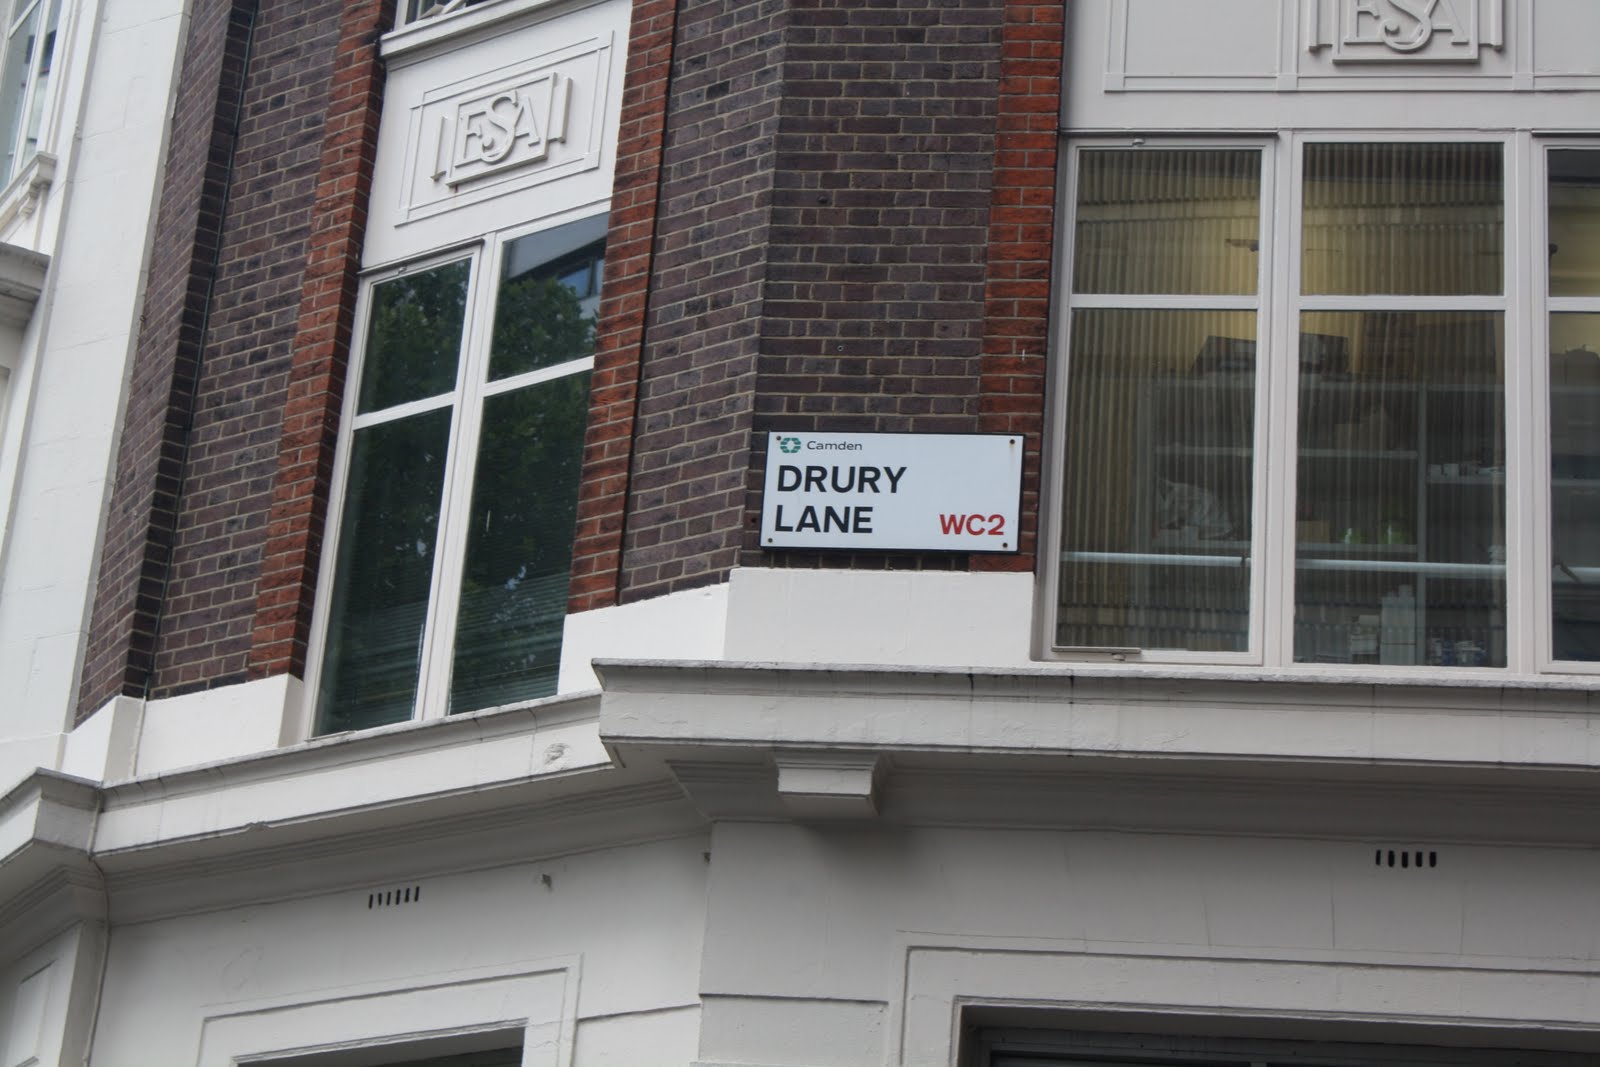 ESA
ESA
Camden
DRURY
LANE WC2